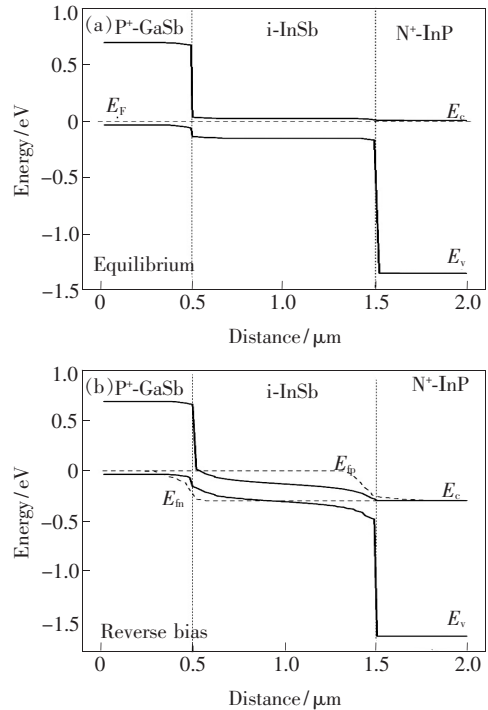 (a) P⁺-GaSb i-InSb N⁺-InP
1.0
0.5
0
-0.5
-1.0
-1.5
Energy/eV
E_F
E_c
E_v
Equilibrium
0 0.5 1.0 1.5 2.0
Distance/μm
(b) P⁺-GaSb i-InSb N⁺-InP
1.0
0.5
0
-0.5
-1.0
-1.5
Energy/eV
E_fp
E_fn
E_c
E_v
Reverse bias
0 0.5 1.0 1.5 2.0
Distance/μm